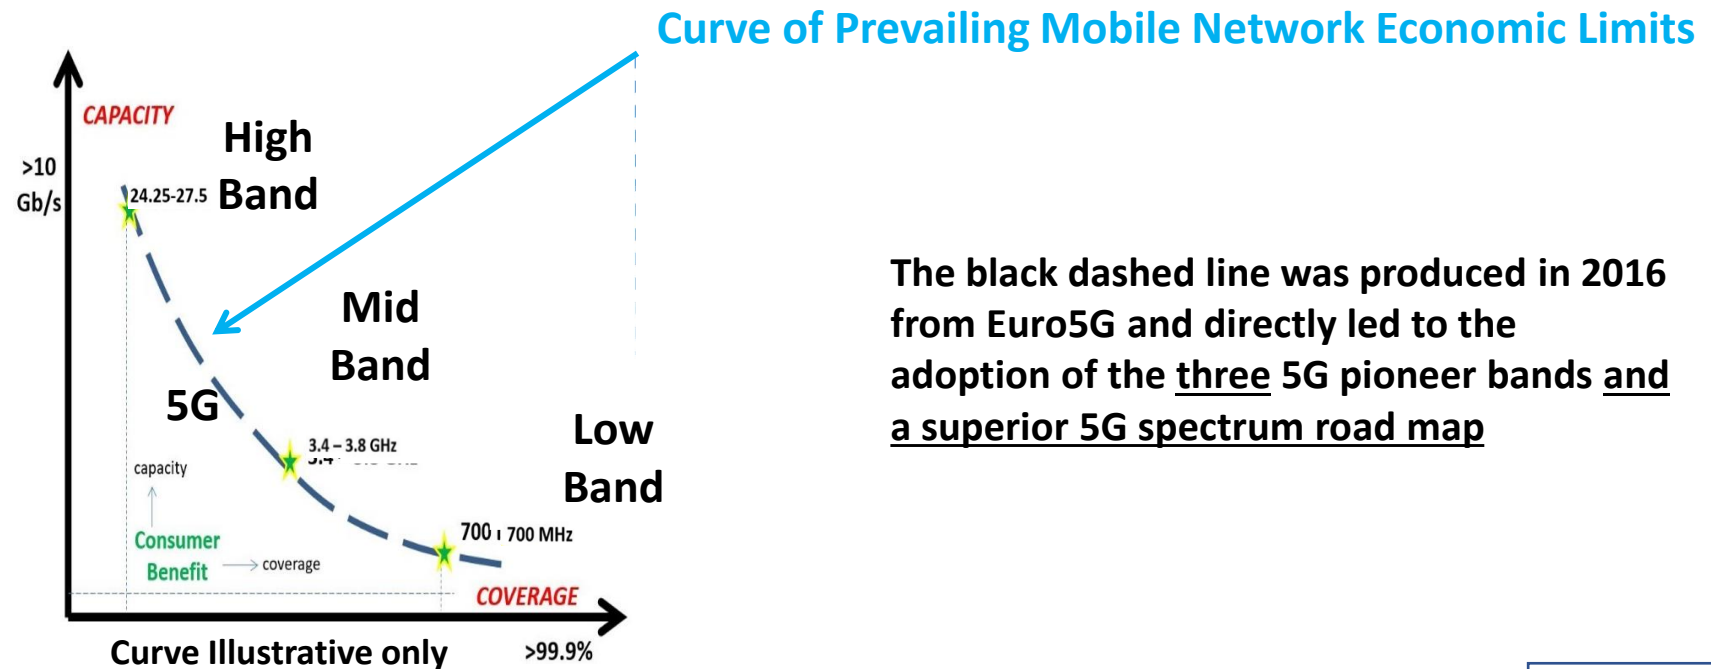 Curve of Prevailing Mobile Network Economic Limits
CAPACITY
>10
Gb/s
High
Band
24.25-27.5
Mid
Band
5G
3.4 – 3.8 GHz
Low
Band
700
700 MHz
capacity
Consumer
Benefit
coverage
COVERAGE
>99.9%
Curve Illustrative only
The black dashed line was produced in 2016
from Euro5G and directly led to the
adoption of the three 5G pioneer bands and
a superior 5G spectrum road map